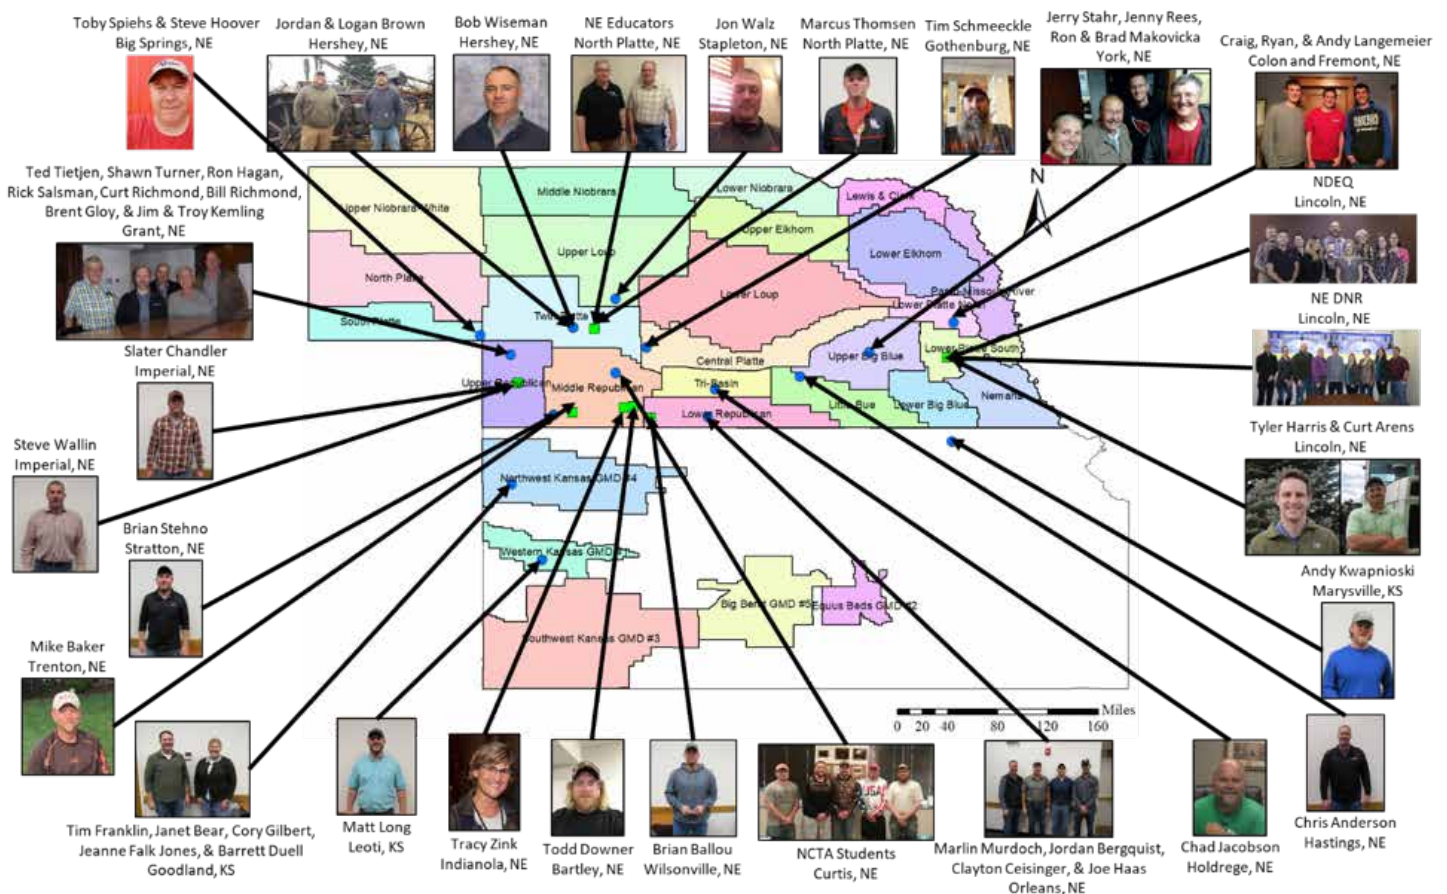 Toby Spiehs & Steve Hoover
Big Springs, NE
Jordan & Logan Brown
Hershey, NE
Bob Wiseman
Hershey, NE
NE Educators
North Platte, NE
Jon Walz
Stapleton, NE
Marcus Thomsen
North Platte, NE
Tim Schmeeckle
Gothenburg, NE
Jerry Stahr, Jenny Rees,
Ron & Brad Makovicka
York, NE
Craig, Ryan, & Andy Langemeier
Colon and Fremont, NE
Ted Tietjen, Shawn Turner, Ron Hagan,
Rick Salsman, Curt Richmond, Bill Richmond,
Brent Gloy, & Jim & Troy Kemling
Grant, NE
NDEQ
Lincoln, NE
NE DNR
Lincoln, NE
Slater Chandler
Imperial, NE
Steve Wallin
Imperial, NE
Tyler Harris & Curt Arens
Lincoln, NE
Brian Stehno
Stratton, NE
Andy Kwapnioski
Marysville, KS
Mike Baker
Trenton, NE
N
Upper Niobrara-White
Middle Niobrara
Lower Niobrara
Lewis & Clark
Upper Elkhorn
Lower Elkhorn
Upper Loup
North Platte
Lower Loup
Papio-Missouri River
Lower Platte North
South Platte
Twin Platte
Central Platte
Upper Big Blue
Lower Platte South
Upper Republican
Middle Republican
Tri-Basin
Little Blue
Lower Big Blue
Nemaha
Lower Republican
Northwest Kansas GMD #4
Western Kansas GMD #1
Big Bend GMD #5
Equus Beds GMD #2
Southwest Kansas GMD #3
Miles
0 20 40 80 120 160
Tim Franklin, Janet Bear, Cory Gilbert,
Jeanne Falk Jones, & Barrett Duell
Goodland, KS
Matt Long
Leoti, KS
Tracy Zink
Indianola, NE
Todd Downer
Bartley, NE
Brian Ballou
Wilsonville, NE
NCTA Students
Curtis, NE
Marlin Murdoch, Jordan Bergquist,
Clayton Ceisinger, & Joe Haas
Orleans, NE
Chad Jacobson
Holdrege, NE
Chris Anderson
Hastings, NE